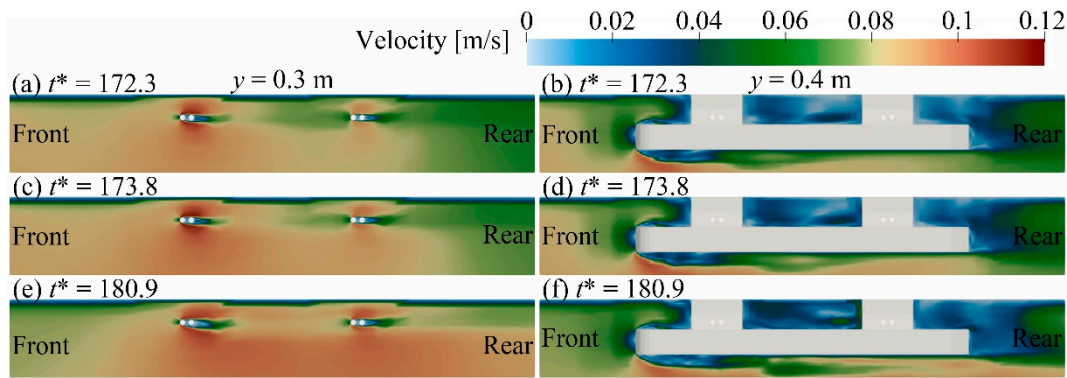 0 0.02 0.04 0.06 0.08 0.1 0.12
Velocity [m/s]
(a) t* = 172.3 y = 0.3 m (b) t* = 172.3 y = 0.4 m
Front Rear Front Rear
(c) t* = 173.8 (d) t* = 173.8
Front Rear Front Rear
(e) t* = 180.9 (f) t* = 180.9
Front Rear Front Rear